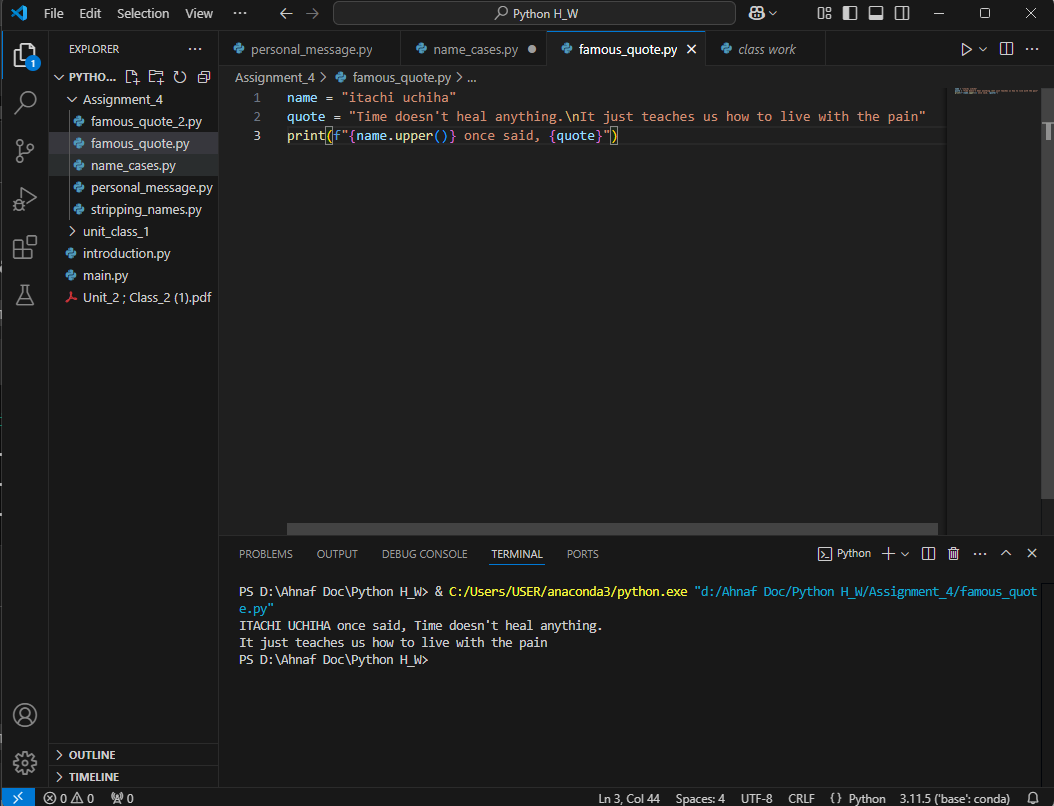 File Edit Selection View ··· Python H_W
EXPLORER ···
PYTHO...
Assignment_4
famous_quote_2.py
famous_quote.py
name_cases.py
personal_message.py
stripping_names.py
unit_class_1
introduction.py
main.py
Unit_2 ; Class_2 (1).pdf
OUTLINE
TIMELINE
1
personal_message.py name_cases.py famous_quote.py class work
Assignment_4 > famous_quote.py > ...
1 name = "itachi uchiha"
2 quote = "Time doesn't heal anything.\nIt just teaches us how to live with the pain"
3 print(f"{name.upper()} once said, {quote}")
PROBLEMS OUTPUT DEBUG CONSOLE TERMINAL PORTS Python
PS D:\Ahnaf Doc\Python H_W> & C:/Users/USER/anaconda3/python.exe "d:/Ahnaf Doc/Python H_W/Assignment_4/famous_quot
e.py"
ITACHI UCHIHA once said, Time doesn't heal anything.
It just teaches us how to live with the pain
PS D:\Ahnaf Doc\Python H_W>
0 0 0 Ln 3, Col 44 Spaces: 4 UTF-8 CRLF {} Python 3.11.5 ('base': conda)